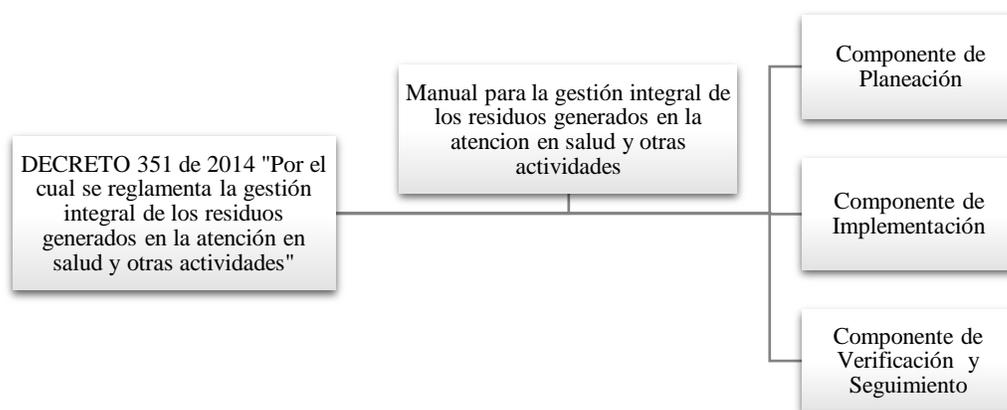 DECRETO 351 de 2014 "Por el
cual se reglamenta la gestión
integral de los residuos
generados en la atención en
salud y otras actividades"
Manual para la gestión integral de
los residuos generados en la
atencion en salud y otras
actividades
Componente de
Planeación
Componente de
Implementación
Componente de
Verificación y
Seguimiento